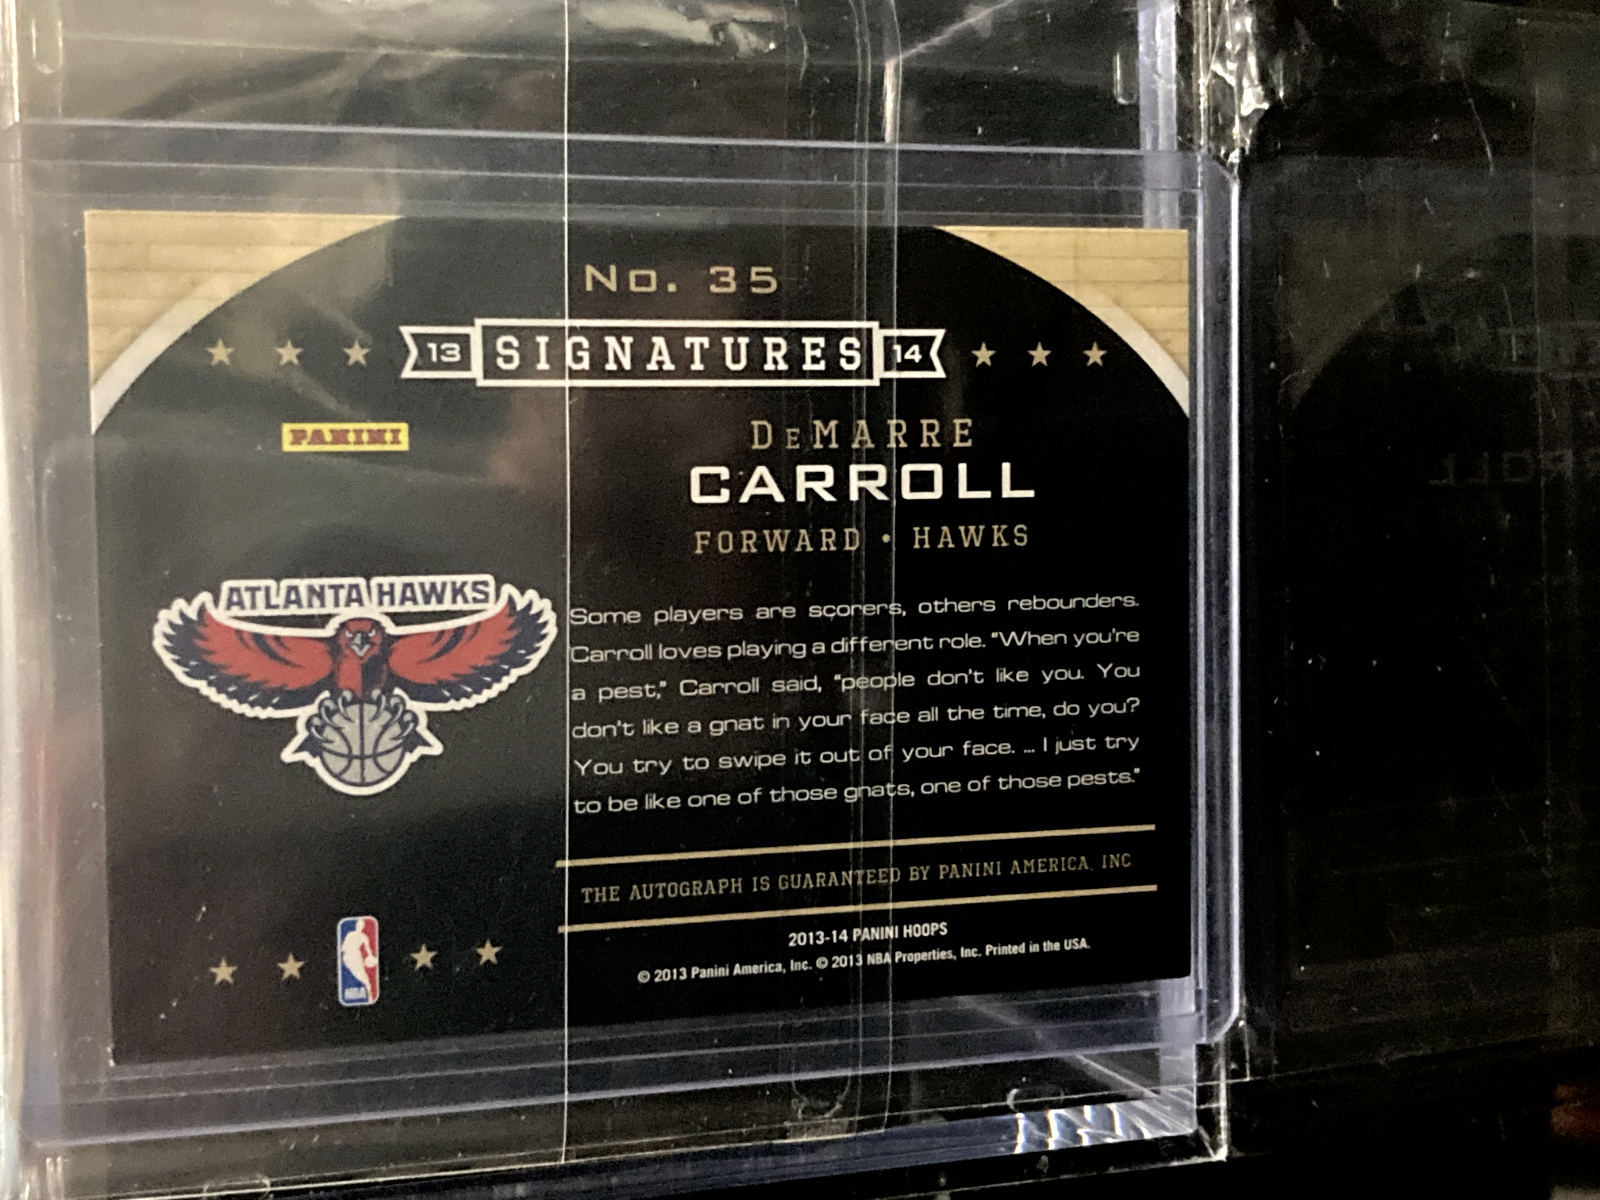 No. 35
13 SIGNATURES 14
PANINI
DEMARRE
CARROLL
FORWARD • HAWKS
ATLANTA HAWKS
Some players are scorers, others rebounders.
Carroll loves playing a different role. "When you're
a pest," Carroll said, "people don't like you. You
don't like a gnat in your face all the time, do you?
You try to swipe it out of your face. ... I just try
to be like one of those gnats, one of those pests."
THE AUTOGRAPH IS GUARANTEED BY PANINI AMERICA, INC
2013-14 PANINI HOOPS
© 2013 Panini America, Inc. © 2013 NBA Properties, Inc. Printed in the USA.
NBA